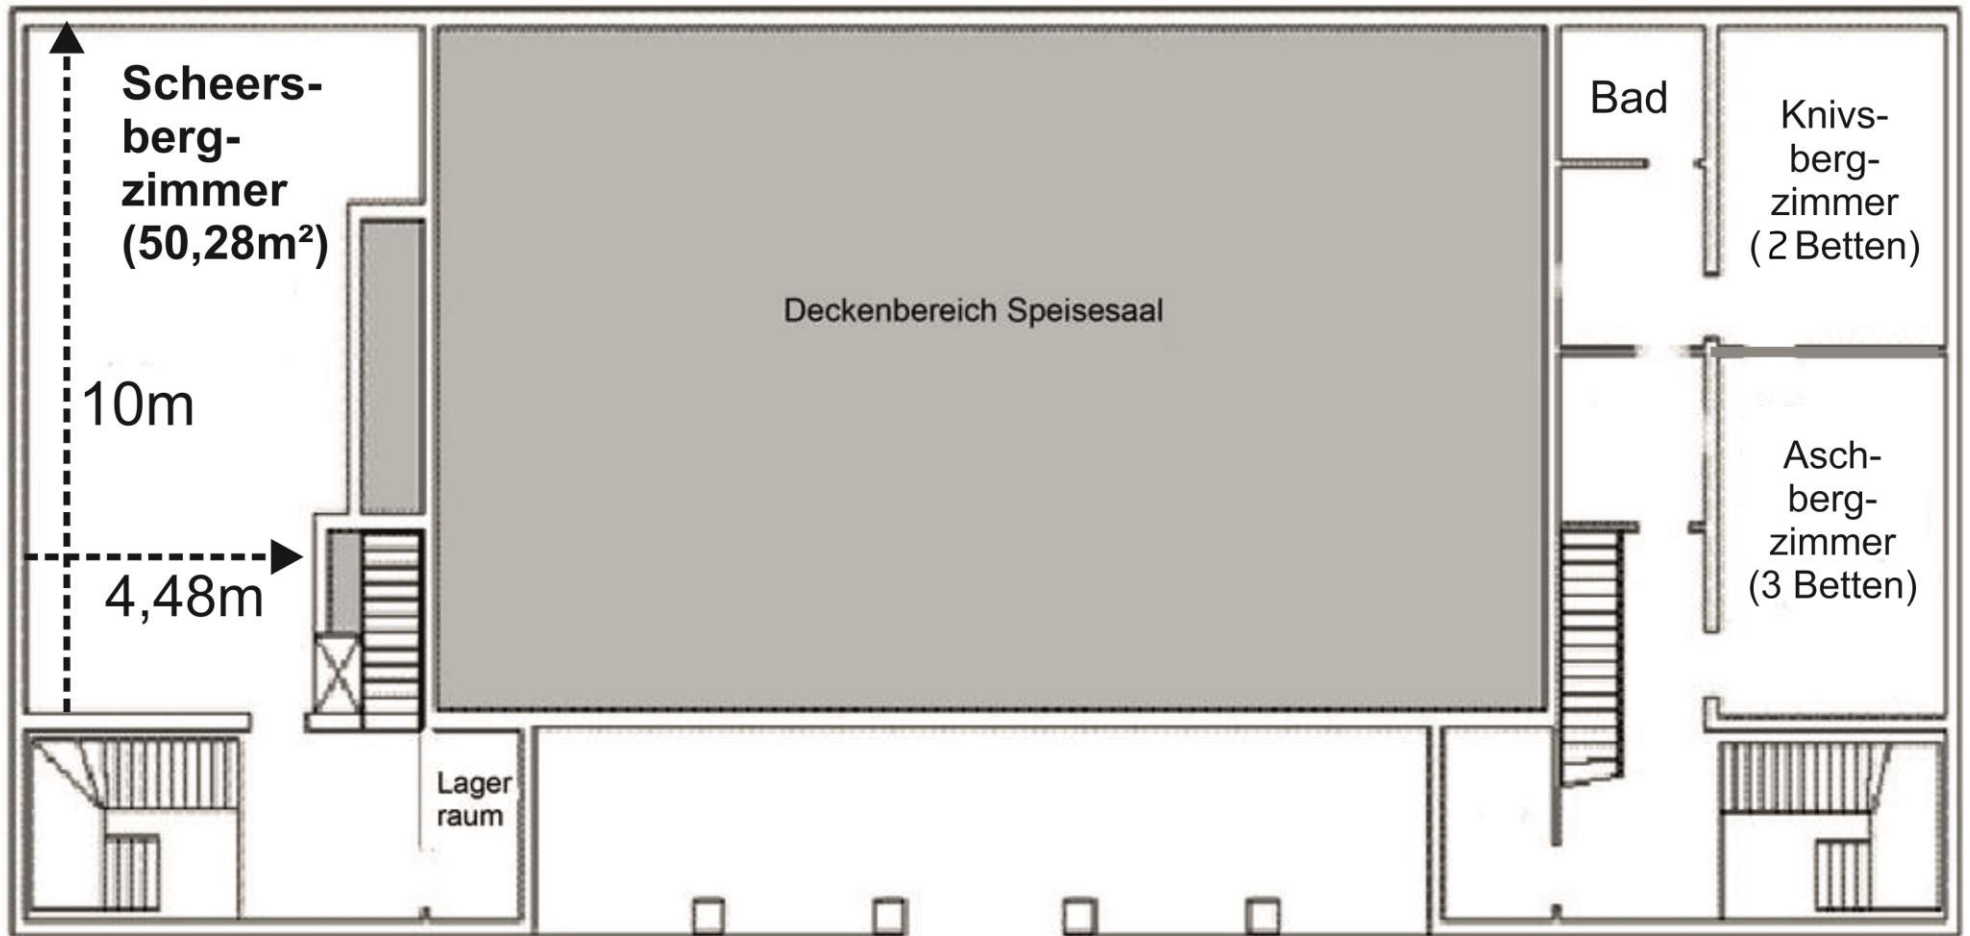 Scheers-
berg-
zimmer
(50,28m²)
10m
4,48m
Deckenbereich Speisesaal
Lager
raum
Bad
Knivs-
berg-
zimmer
(2 Betten)
Asch-
berg-
zimmer
(3 Betten)